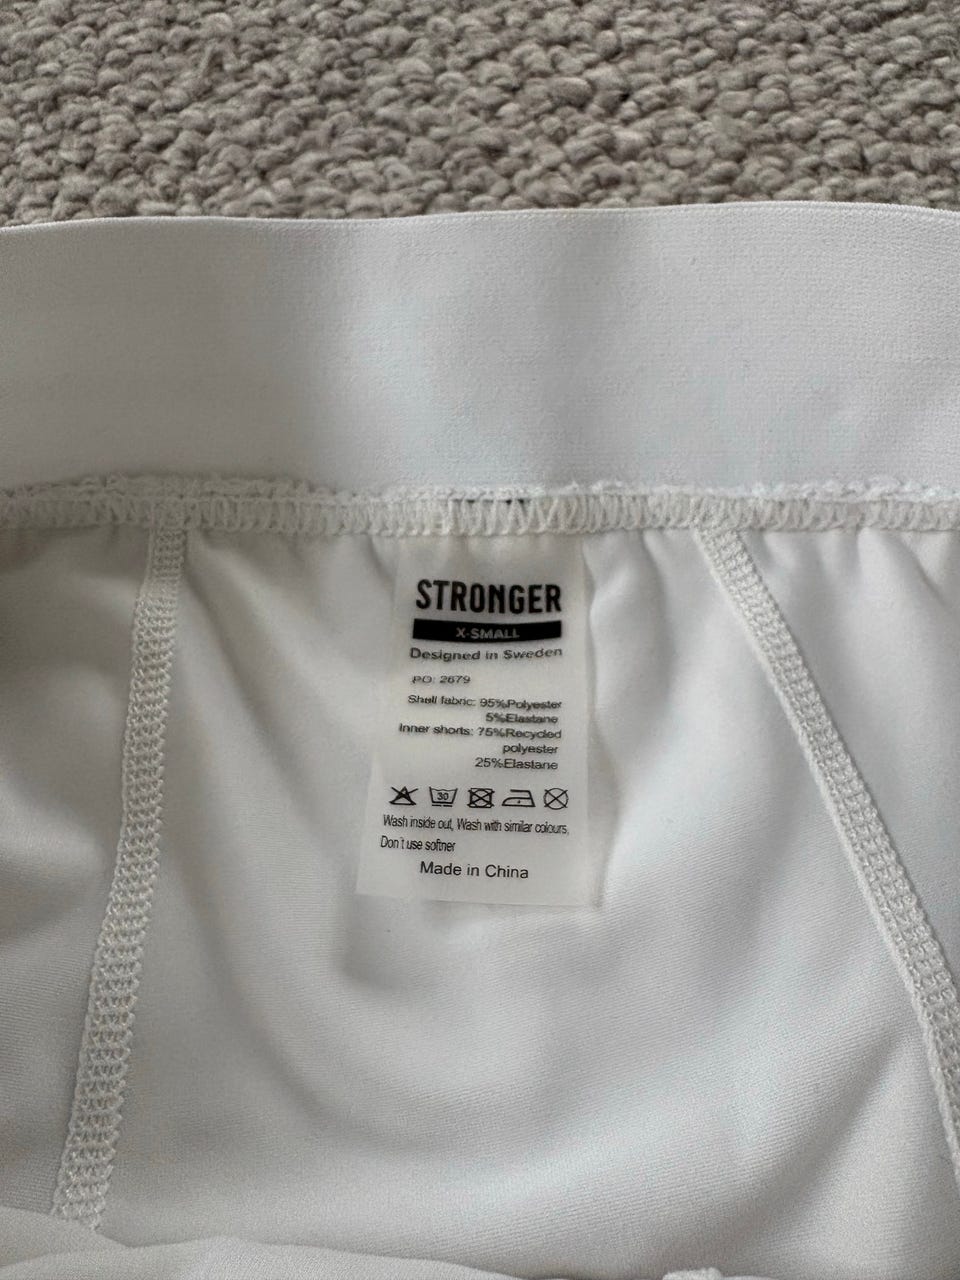 STRONGER
X-SMALL
Designed in Sweden
PO: 2679
Shell fabric: 95%Polyester
5%Elastane
Inner shorts: 75%Recycled
polyester
25%Elastane
30
Wash inside out, Wash with similar colours,
Don't use softner
Made in China